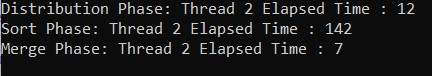 Distribution Phase: Thread 2 Elapsed Time : 12
Sort Phase: Thread 2 Elapsed Time : 142
Merge Phase: Thread 2 Elapsed Time : 7